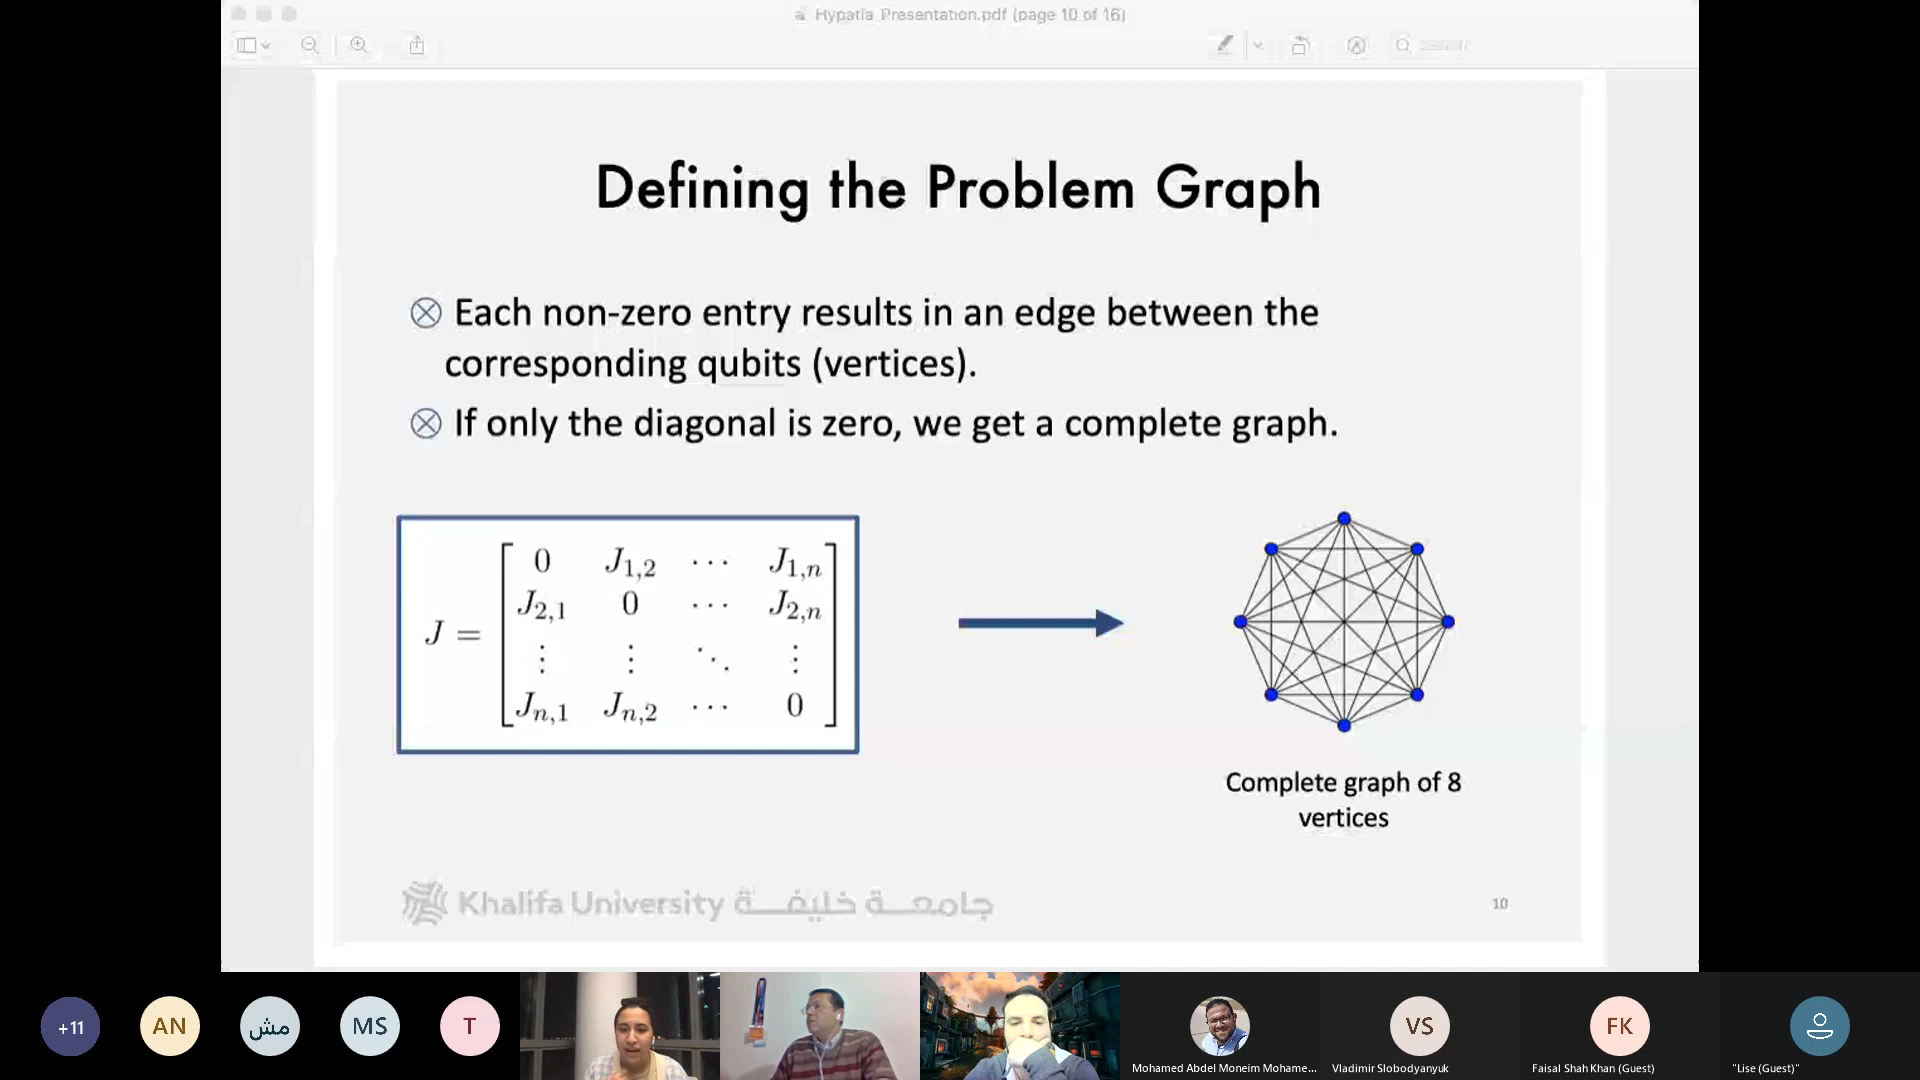 Hypatia_Presentation.pdf (page 10 of 16)
Search
Defining the Problem Graph
Each non-zero entry results in an edge between the
corresponding qubits (vertices).
If only the diagonal is zero, we get a complete graph.
0 J1,2 ⋯ J1,n
J2,1 0 ⋯ J2,n
J =
⋮ ⋮ ⋱ ⋮
Jn,1 Jn,2 ⋯ 0
Complete graph of 8
vertices
Khalifa University جامعة خليفة
10
+11
AN
مش
MS
T
Mohamed Abdel Moneim Mohame...
VS
Vladimir Slobodyanyuk
FK
Faisal Shah Khan (Guest)
"Lise (Guest)"